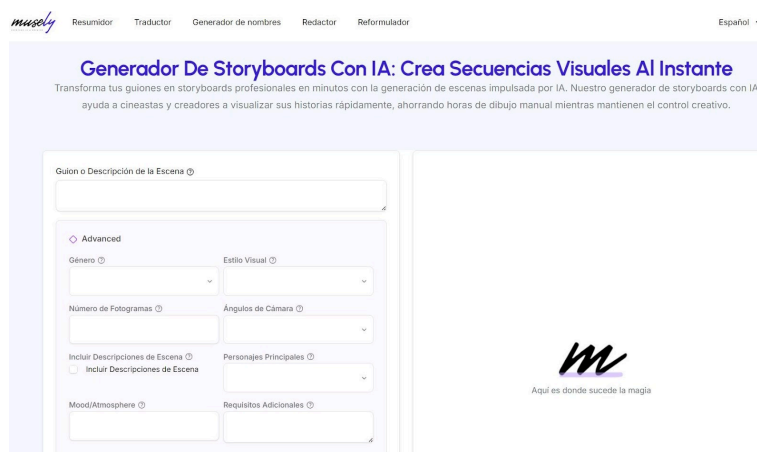 musely
Resumidor
Traductor
Generador de nombres
Redactor
Reformulador
Español
Generador De Storyboards Con IA: Crea Secuencias Visuales Al Instante
Transforma tus guiones en storyboards profesionales en minutos con la generación de escenas impulsada por IA. Nuestro generador de storyboards con IA
ayuda a cineastas y creadores a visualizar sus historias rápidamente, ahorrando horas de dibujo manual mientras mantienen el control creativo.
Guion o Descripción de la Escena
Advanced
Género
Estilo Visual
Número de Fotogramas
Ángulos de Cámara
Incluir Descripciones de Escena
Incluir Descripciones de Escena
Personajes Principales
Mood/Atmosphere
Requisitos Adicionales
m
Aquí es donde sucede la magia